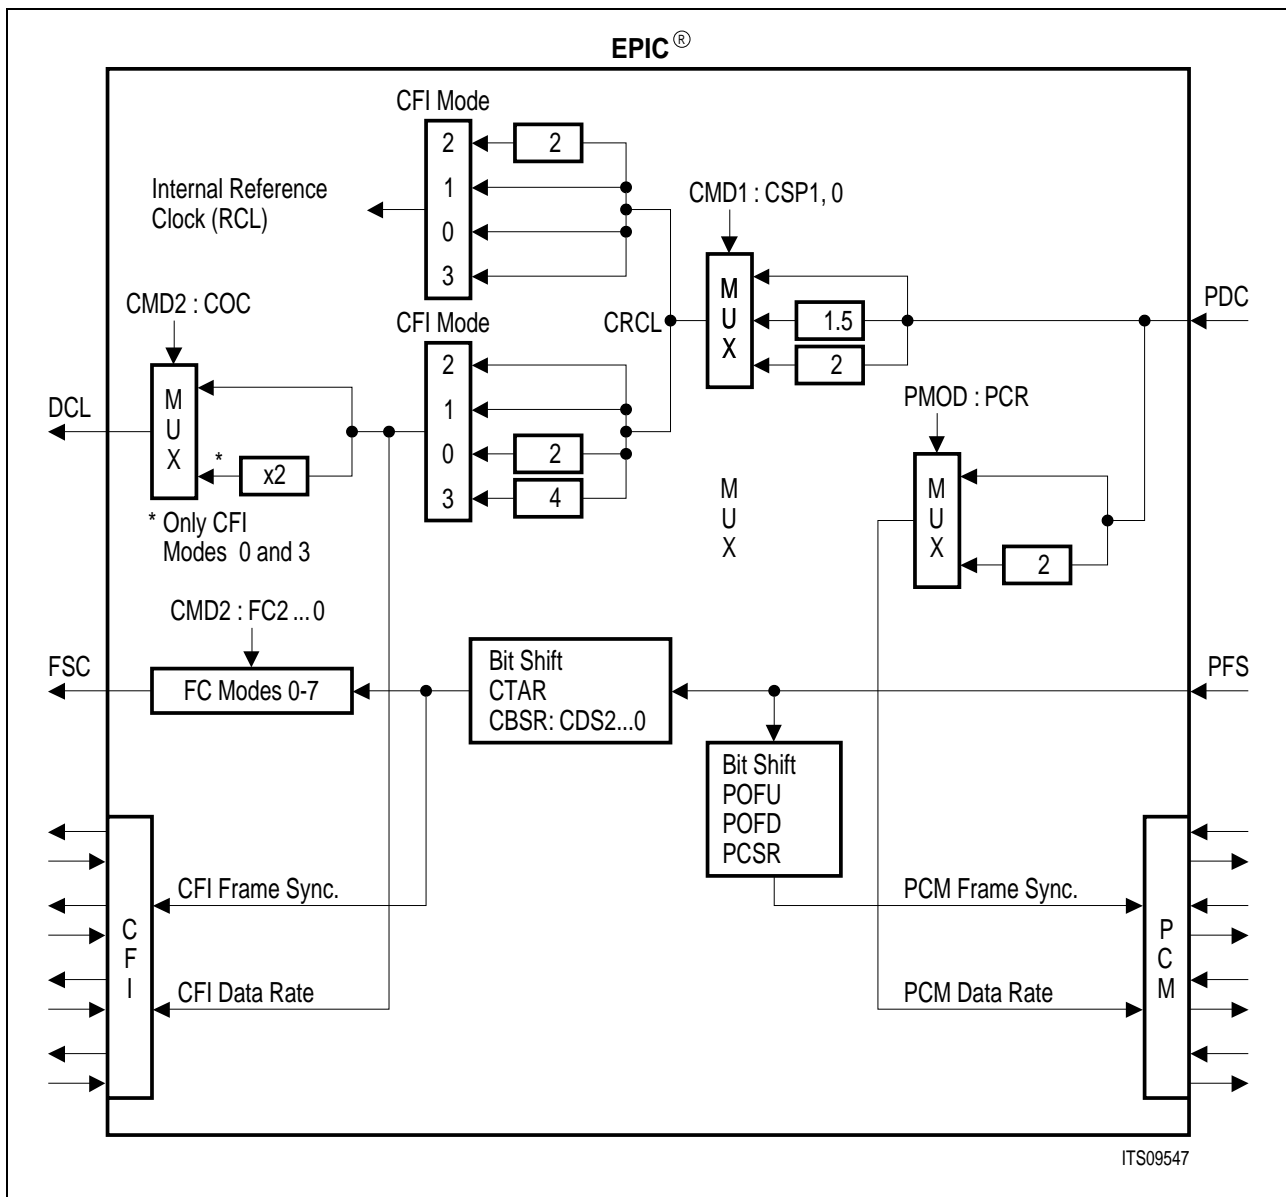 EPIC ®
CFI Mode
2
2
1
0
3
Internal Reference
Clock (RCL)
CMD1 : CSP1, 0
M
U
X
1.5
2
PDC
CMD2 : COC
CFI Mode
CRCL
2
1
0
2
3
4
DCL
M
U
X
*
x2
* Only CFI
Modes 0 and 3
PMOD : PCR
M
U
X
2
M
U
X
CMD2 : FC2 ... 0
FSC
FC Modes 0-7
Bit Shift
CTAR
CBSR: CDS2...0
PFS
Bit Shift
POFU
POFD
PCSR
CFI Frame Sync.
PCM Frame Sync.
C
F
I
P
C
M
CFI Data Rate
PCM Data Rate
ITS09547